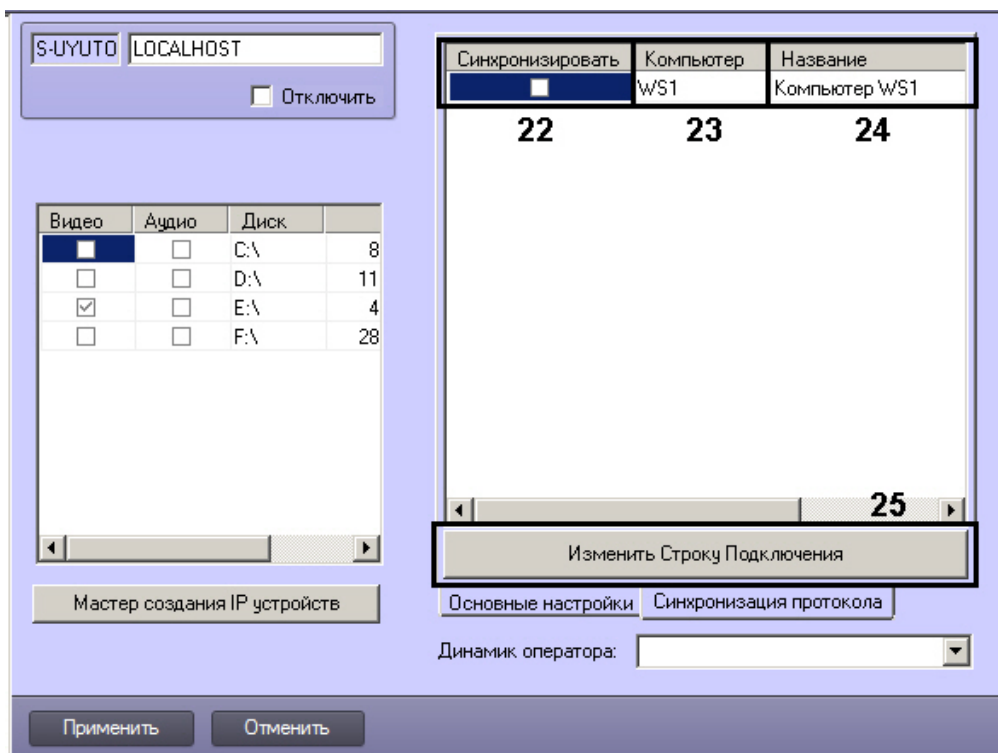 S-UYUTO LOCALHOST
Отключить
Видео Аудио Диск
C:\ 8
D:\ 11
E:\ 4
F:\ 28
Мастер создания IP устройств
Синхронизировать Компьютер Название
WS1 Компьютер WS1
22 23 24
25
Изменить Строку Подключения
Основные настройки Синхронизация протокола
Динамик оператора:
Применить Отменить